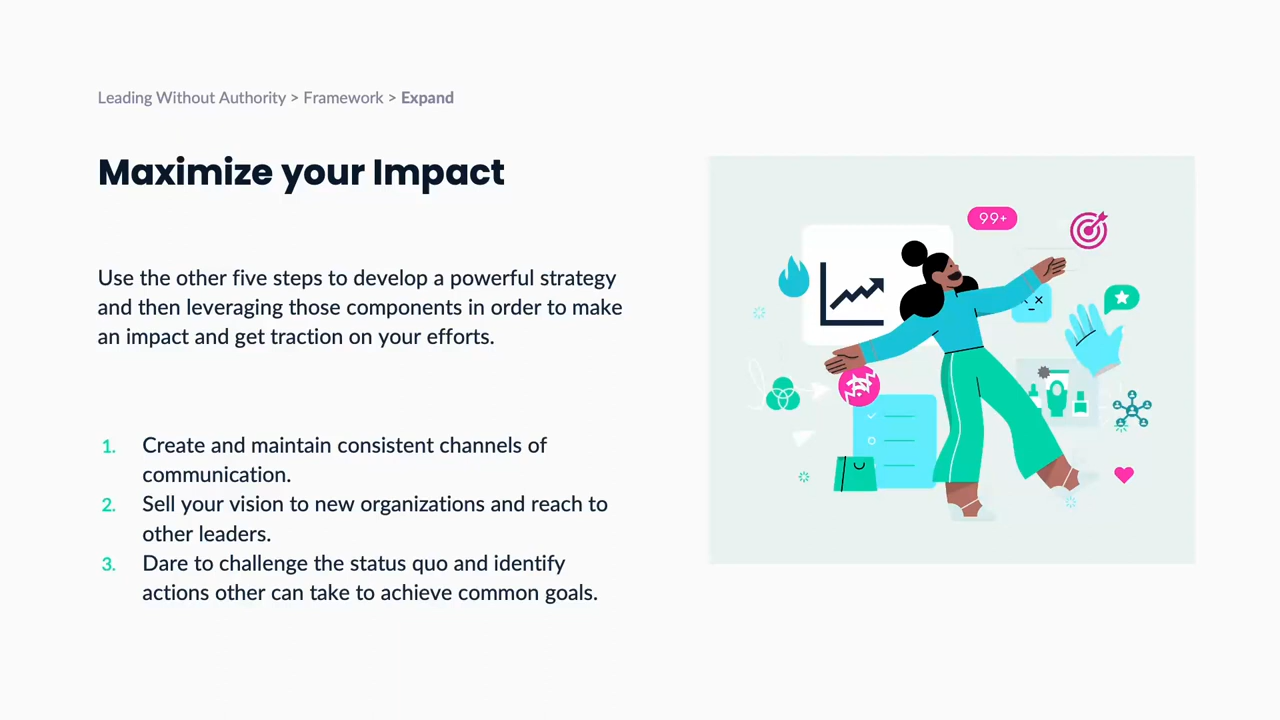 Leading Without Authority > Framework > Expand
Maximize your Impact
Use the other five steps to develop a powerful strategy
and then leveraging those components in order to make
an impact and get traction on your efforts.
1. Create and maintain consistent channels of
communication.
2. Sell your vision to new organizations and reach to
other leaders.
3. Dare to challenge the status quo and identify
actions other can take to achieve common goals.
99+